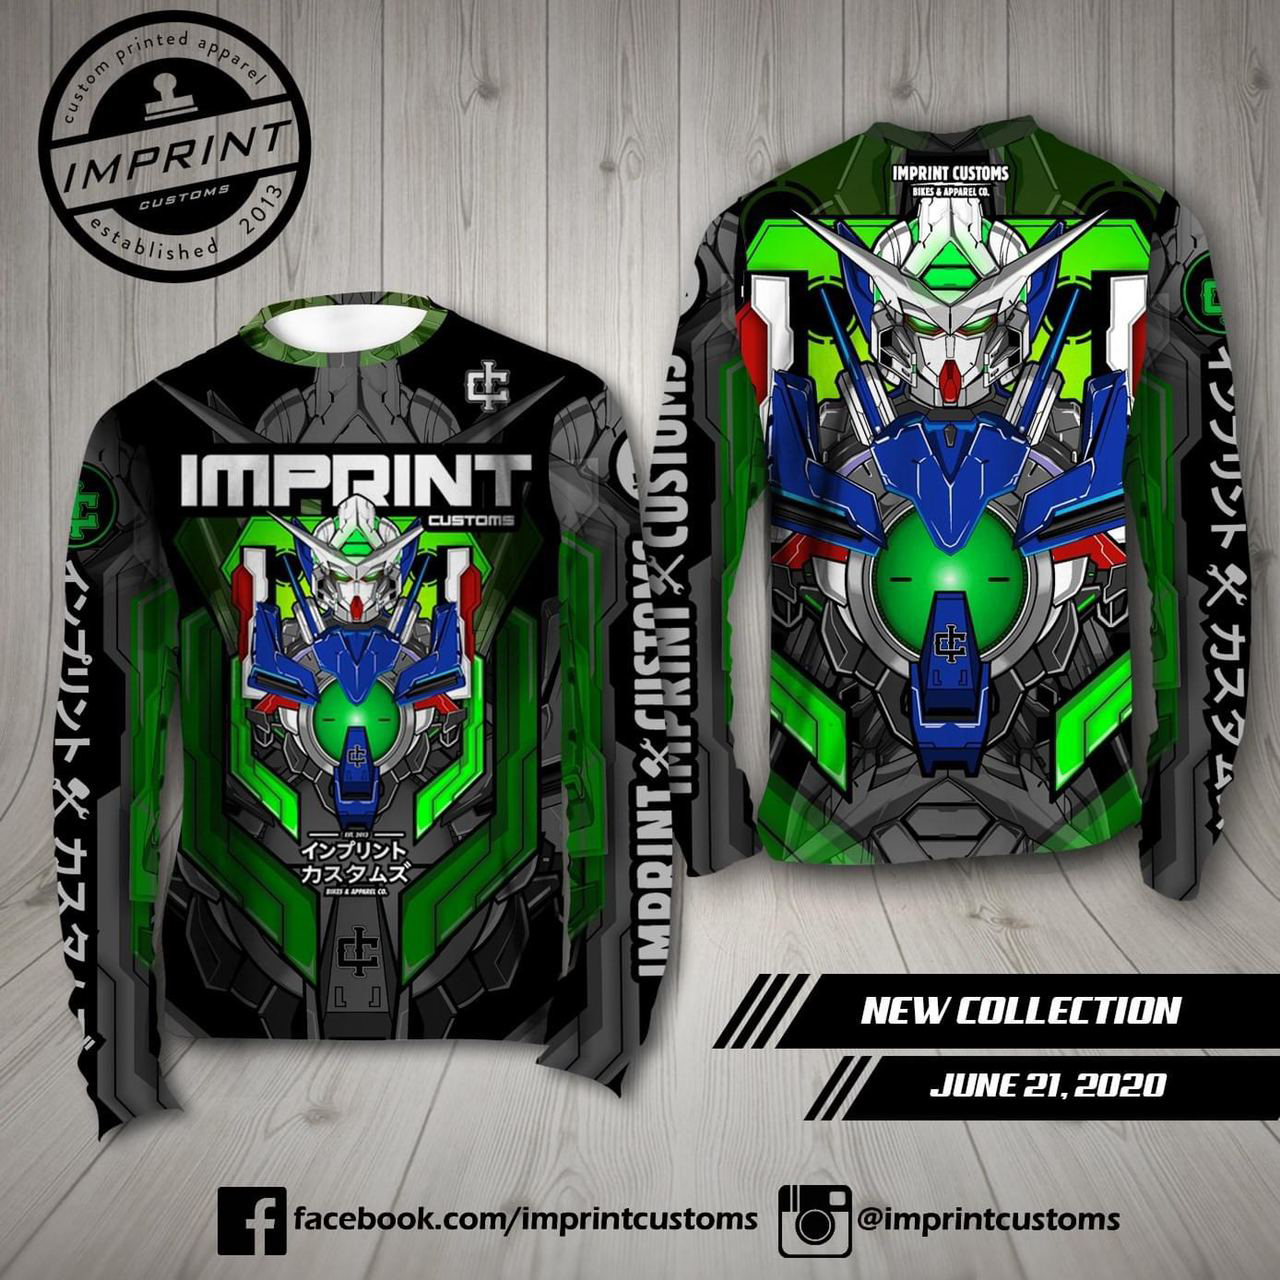 custom printed apparel
IMPRINT
CUSTOMS
established 2013
IMPRINT CUSTOMS
BIKES & APPAREL CO.
IMPRINT
CUSTOMS
インプリント
カスタムズ
IMPRINT CUSTOMS
IMPRINT CUSTOMS
インプリント
カスタム
EST. 2013
インプリント
カスタムズ
BIKES & APPAREL CO.
NEW COLLECTION
JUNE 21, 2020
facebook.com/imprintcustoms
@imprintcustoms